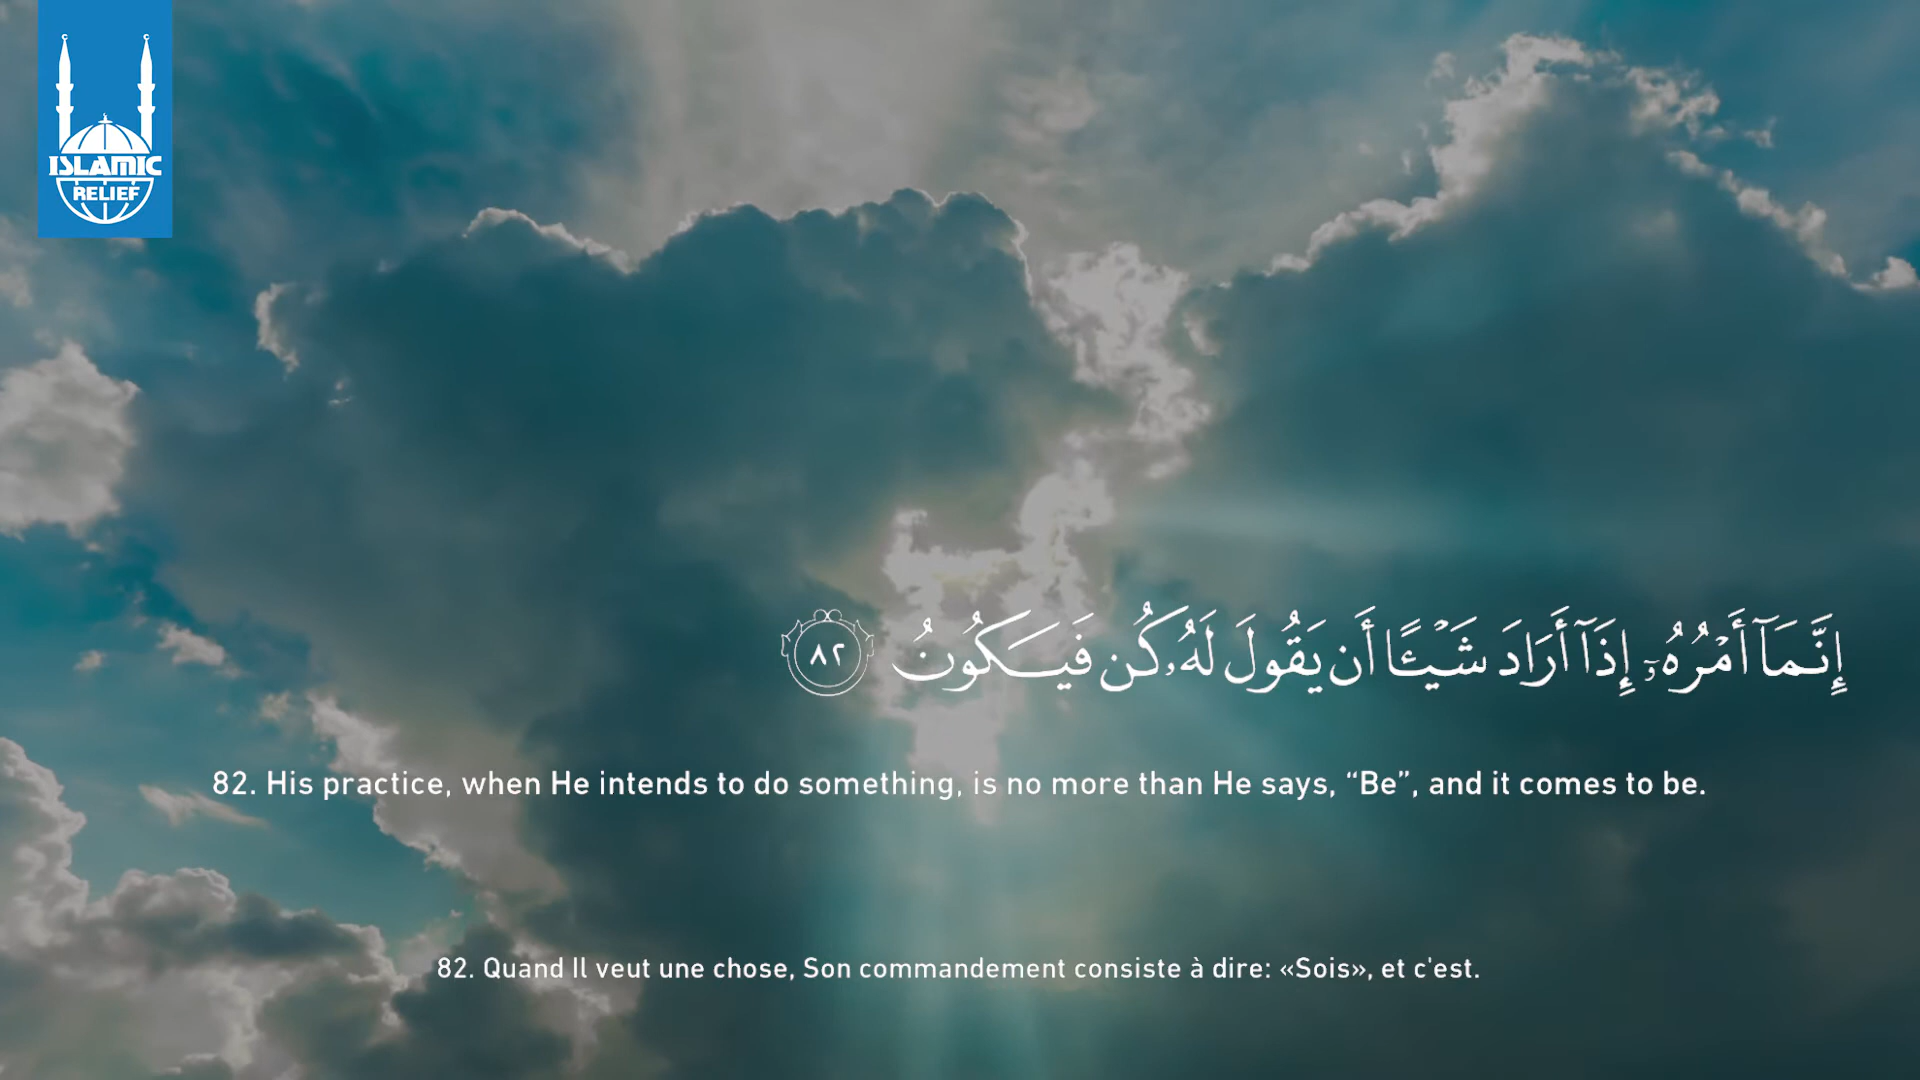 ISLAMIC
RELIEF
إِنَّمَآ أَمْرُهُۥٓ إِذَآ أَرَادَ شَيْـًٔا أَن يَقُولَ لَهُۥ كُن فَيَكُونُ ٨٢
82. His practice, when He intends to do something, is no more than He says, “Be”, and it comes to be.
82. Quand Il veut une chose, Son commandement consiste à dire: «Sois», et c'est.